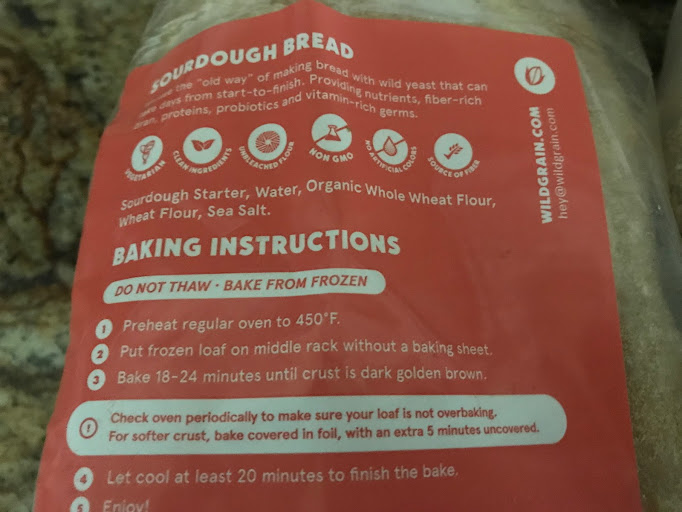 SOURDOUGH BREAD
the "old way" of making bread with wild yeast that can
days from start-to-finish. Providing nutrients, fiber-rich
bran, proteins, probiotics and vitamin-rich germs.
VEGETARIAN
CLEAN INGREDIENTS
UNBLEACHED FLOUR
NON GMO
NO ARTIFICIAL COLORS
SOURCE OF FIBER
Sourdough Starter, Water, Organic Whole Wheat Flour,
Wheat Flour, Sea Salt.
WILDGRAIN.COM
hey@wildgrain.com
BAKING INSTRUCTIONS
DO NOT THAW · BAKE FROM FROZEN
1 Preheat regular oven to 450°F.
2 Put frozen loaf on middle rack without a baking sheet.
3 Bake 18-24 minutes until crust is dark golden brown.
! Check oven periodically to make sure your loaf is not overbaking.
For softer crust, bake covered in foil, with an extra 5 minutes uncovered.
4 Let cool at least 20 minutes to finish the bake.
5 Enjoy!